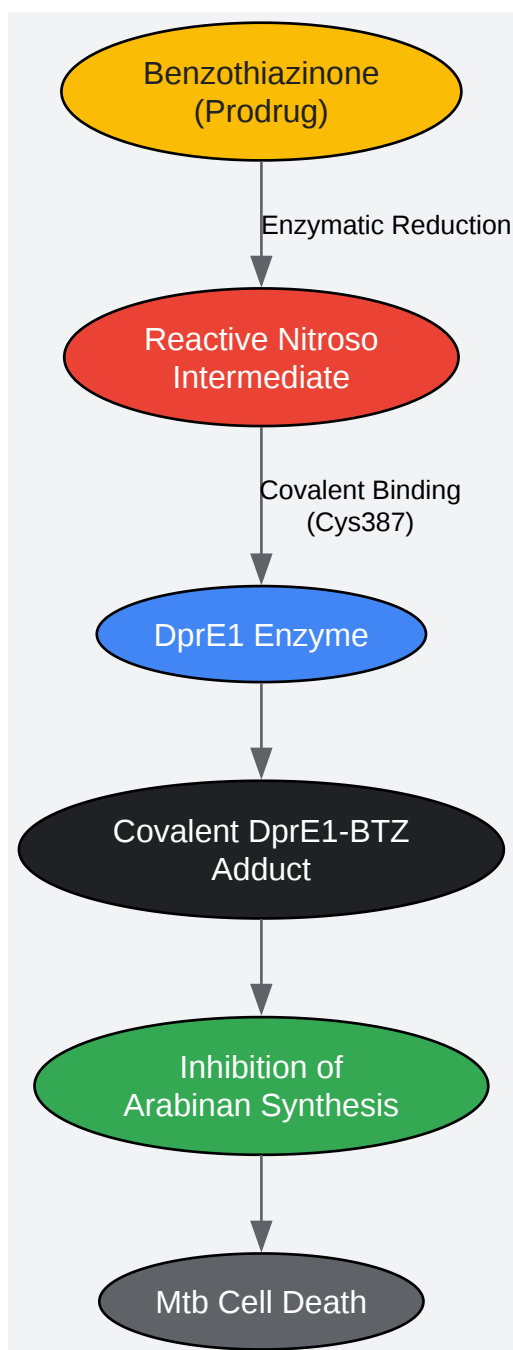 Benzothiazinone
(Prodrug)
Enzymatic Reduction
Reactive Nitroso
Intermediate
Covalent Binding
(Cys387)
DprE1 Enzyme
Covalent DprE1-BTZ
Adduct
Inhibition of
Arabinan Synthesis
Mtb Cell Death